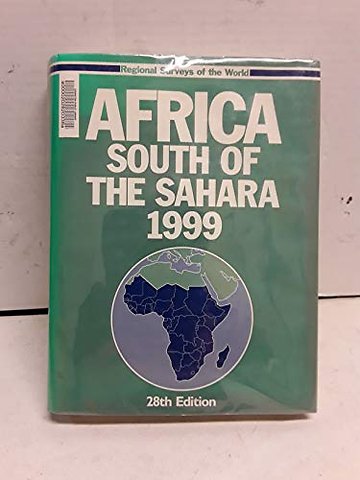 Regional Surveys of the World
AFRICA
SOUTH OF
THE SAHARA
1999
28th Edition